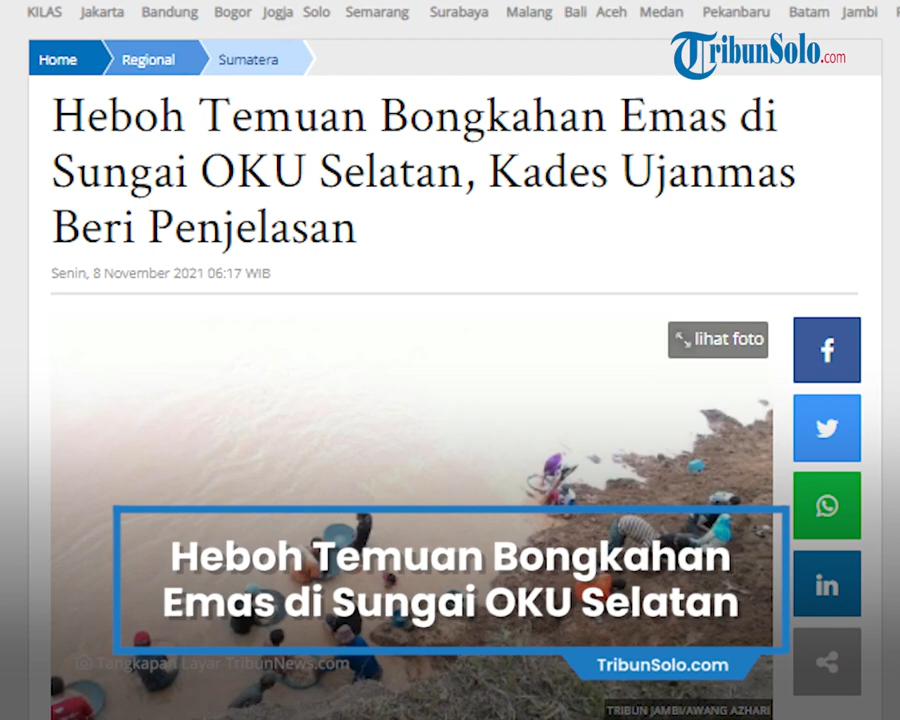 KILAS Jakarta Bandung Bogor Jogja Solo Semarang Surabaya Malang Bali Aceh Medan Pekanbaru Batam Jambi
Home Regional Sumatera
TribunSolo.com
Heboh Temuan Bongkahan Emas di
Sungai OKU Selatan, Kades Ujanmas
Beri Penjelasan
Senin, 8 November 2021 06:17 WIB
lihat foto
Heboh Temuan Bongkahan
Emas di Sungai OKU Selatan
Tangkapan Layar TribunNews.com
TribunSolo.com
TRIBUN JAMBI/AWANG AZHARI